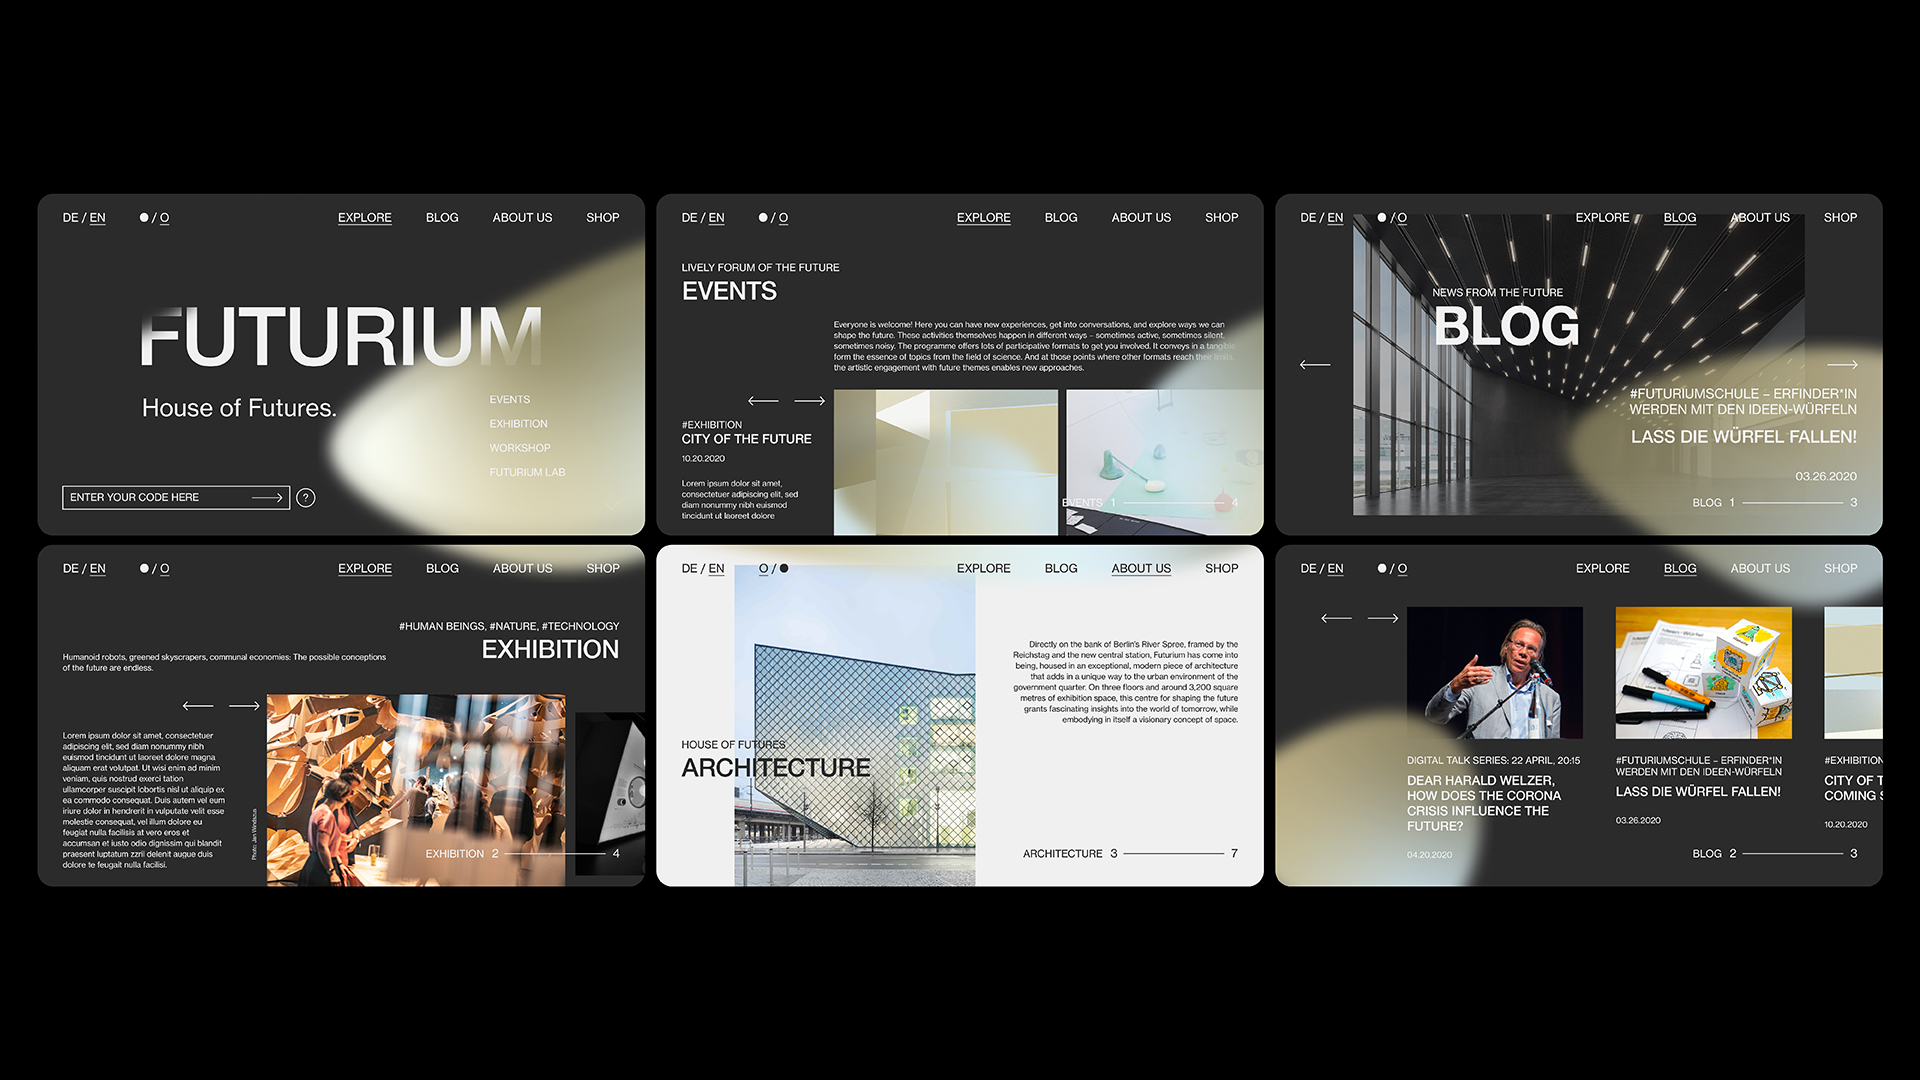 DE / EN
● / O
EXPLORE
BLOG
ABOUT US
SHOP
FUTURIUM
House of Futures.
EVENTS
EXHIBITION
WORKSHOP
FUTURIUM LAB
ENTER YOUR CODE HERE
?
DE / EN
● / O
EXPLORE
BLOG
ABOUT US
SHOP
LIVELY FORUM OF THE FUTURE
EVENTS
Everyone is welcome! Here you can have new experiences, get into conversations, and explore ways we can
shape the future. These activities themselves happen in different ways – sometimes active, sometimes silent,
sometimes noisy. The programme offers lots of participative formats to get you involved. It conveys in a tangible
form the essence of topics from the field of science. And at those points where other formats reach their limits,
the artistic engagement with future themes enables new approaches.
#EXHIBITION
CITY OF THE FUTURE
10.20.2020
Lorem ipsum dolor sit amet,
consectetuer adipiscing elit, sed
diam nonummy nibh euismod
tincidunt ut laoreet dolore
EVENTS 1
4
DE / EN
● / O
EXPLORE
BLOG
ABOUT US
SHOP
NEWS FROM THE FUTURE
BLOG
#FUTURIUMSCHULE – ERFINDER*IN
WERDEN MIT DEN IDEEN-WÜRFELN
LASS DIE WÜRFEL FALLEN!
03.26.2020
BLOG 1
3
DE / EN
● / O
EXPLORE
BLOG
ABOUT US
SHOP
#HUMAN BEINGS, #NATURE, #TECHNOLOGY
EXHIBITION
Humanoid robots, greened skyscrapers, communal economies: The possible conceptions
of the future are endless.
Lorem ipsum dolor sit amet, consectetuer
adipiscing elit, sed diam nonummy nibh
euismod tincidunt ut laoreet dolore magna
aliquam erat volutpat. Ut wisi enim ad minim
veniam, quis nostrud exerci tation
ullamcorper suscipit lobortis nisl ut aliquip ex
ea commodo consequat. Duis autem vel eum
iriure dolor in hendrerit in vulputate velit esse
molestie consequat, vel illum dolore eu
feugiat nulla facilisis at vero eros et
accumsan et iusto odio dignissim qui blandit
praesent luptatum zzril delenit augue duis
dolore te feugait nulla facilisi.
Photo: Jan Windszus
EXHIBITION 2
4
DE / EN
O / ●
EXPLORE
BLOG
ABOUT US
SHOP
Directly on the bank of Berlin's River Spree, framed by the
Reichstag and the new central station, Futurium has come into
being, housed in an exceptional, modern piece of architecture
that adds in a unique way to the urban environment of the
government quarter. On three floors and around 3,200 square
metres of exhibition space, this centre for shaping the future
grants fascinating insights into the world of tomorrow, while
embodying in itself a visionary concept of space.
HOUSE OF FUTURES
ARCHITECTURE
ARCHITECTURE 3
7
DE / EN
● / O
EXPLORE
BLOG
ABOUT US
SHOP
DIGITAL TALK SERIES: 22 APRIL, 20:15
DEAR HARALD WELZER,
HOW DOES THE CORONA
CRISIS INFLUENCE THE
FUTURE?
04.20.2020
#FUTURIUMSCHULE – ERFINDER*IN
WERDEN MIT DEN IDEEN-WÜRFELN
LASS DIE WÜRFEL FALLEN!
03.26.2020
#EXHIBITION
CITY OF T
COMING S
10.20.2020
BLOG 2
3